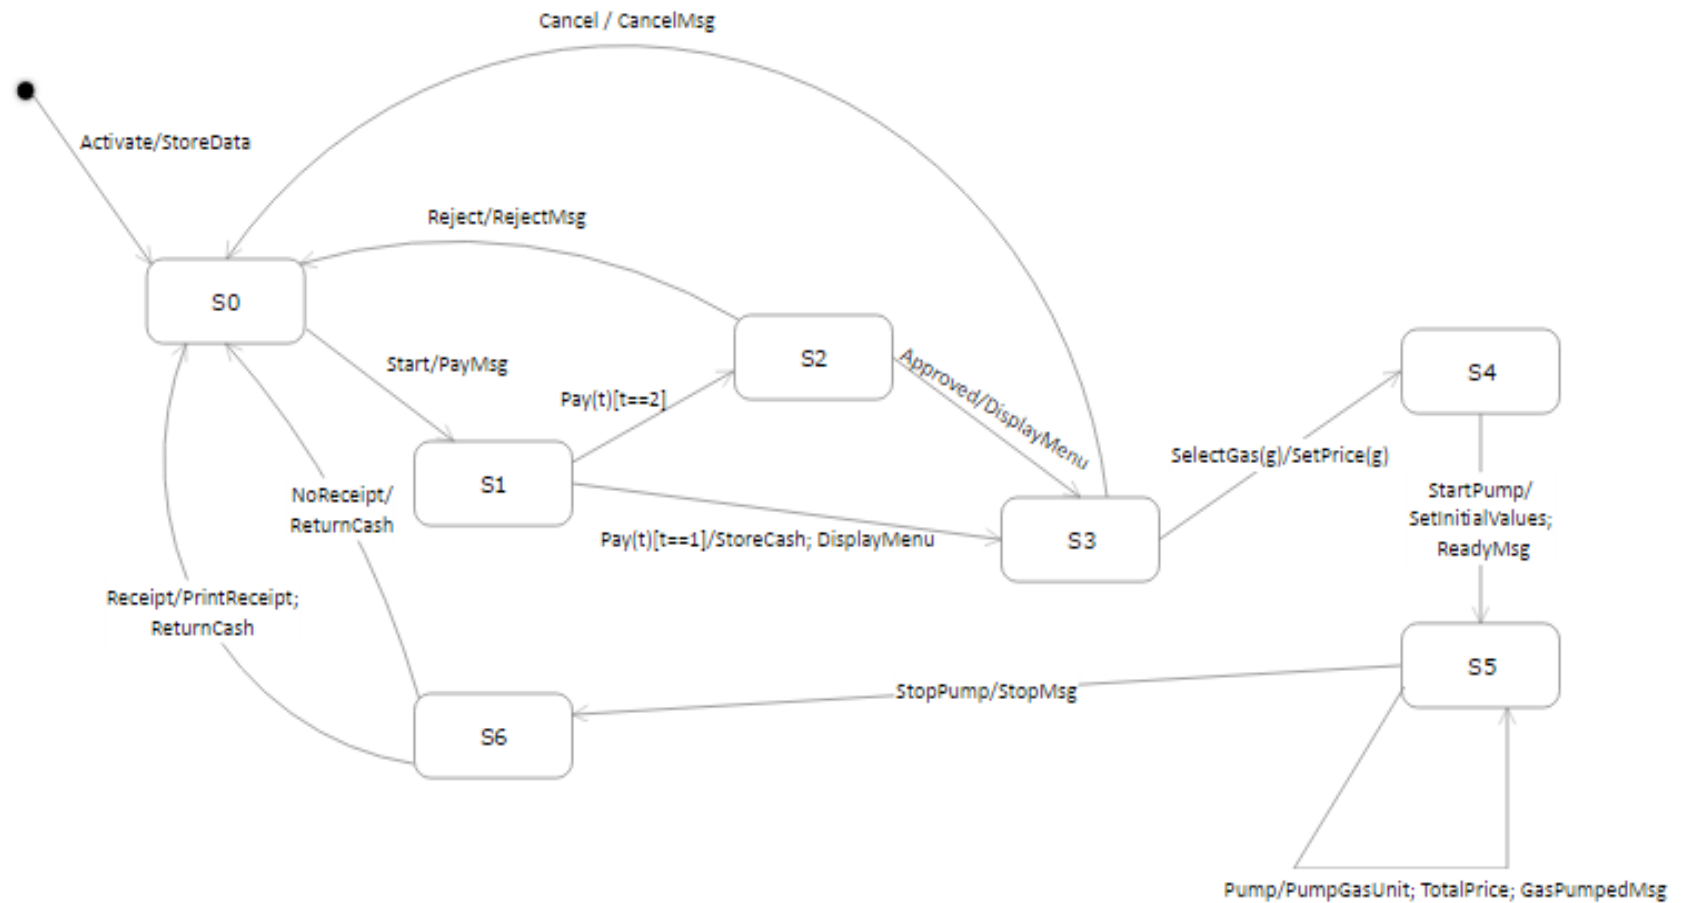 Cancel / CancelMsg
Activate/StoreData
Reject/RejectMsg
S0
Start/PayMsg
S2
Approved/DisplayMenu
S4
Pay(t)[t==2]
SelectGas(g)/SetPrice(g)
S1
NoReceipt/
ReturnCash
StartPump/
SetInitialValues;
ReadyMsg
Pay(t)[t==1]/StoreCash; DisplayMenu
S3
Receipt/PrintReceipt;
ReturnCash
S5
StopPump/StopMsg
S6
Pump/PumpGasUnit; TotalPrice; GasPumpedMsg